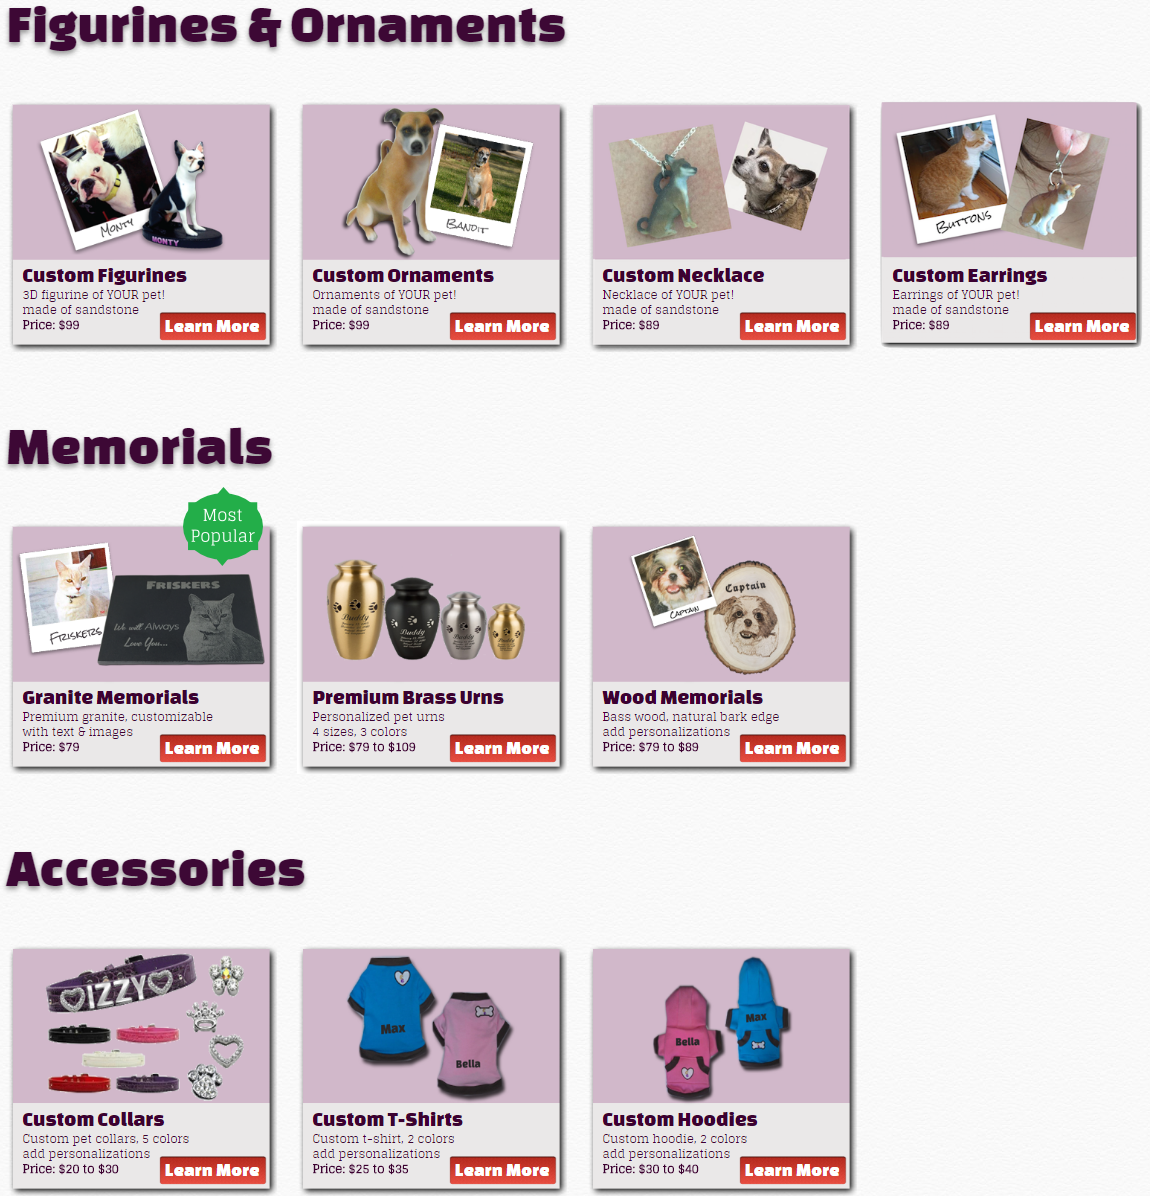 Figurines & Ornaments
Monty
MONTY
Custom Figurines
3D figurine of YOUR pet!
made of sandstone
Price: $99
Learn More
Bandit
Custom Ornaments
Ornaments of YOUR pet!
made of sandstone
Price: $99
Learn More
Custom Necklace
Necklace of YOUR pet!
made of sandstone
Price: $89
Learn More
Buttons
Custom Earrings
Earrings of YOUR pet!
made of sandstone
Price: $89
Learn More
Memorials
Most
Popular
Friskers
FRISKERS
We will Always
Love You...
Granite Memorials
Premium granite, customizable
with text & images
Price: $79
Learn More
Buddy
Buddy
Buddy
Buddy
Premium Brass Urns
Personalized pet urns
4 sizes, 3 colors
Price: $79 to $109
Learn More
Captain
Captain
Wood Memorials
Bass wood, natural bark edge
add personalizations
Price: $79 to $89
Learn More
Accessories
IZZY
Custom Collars
Custom pet collars, 5 colors
add personalizations
Price: $20 to $30
Learn More
Max
Bella
Custom T-Shirts
Custom t-shirt, 2 colors
add personalizations
Price: $25 to $35
Learn More
Max
Bella
Custom Hoodies
Custom hoodie, 2 colors
add personalizations
Price: $30 to $40
Learn More